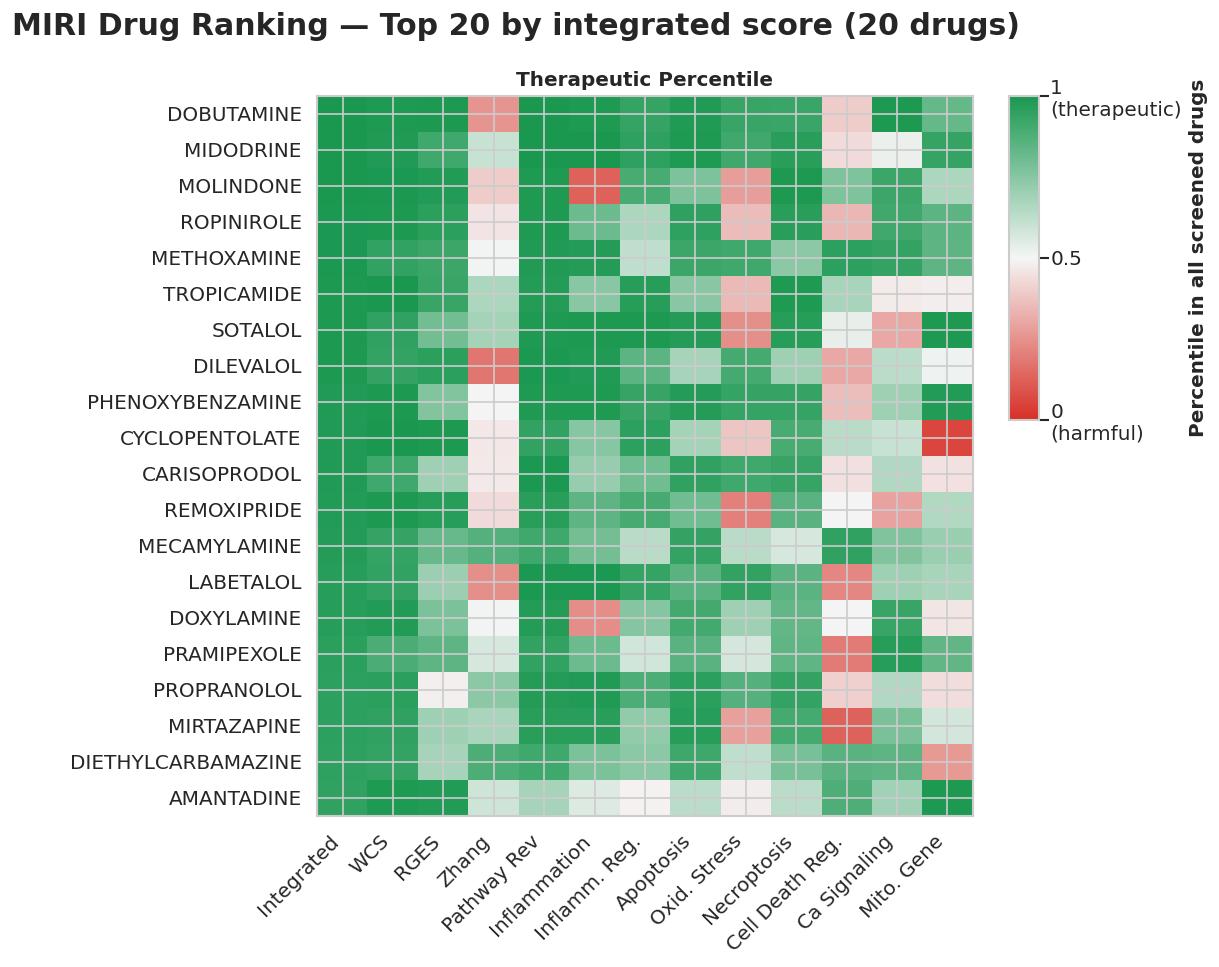 MIRI Drug Ranking — Top 20 by integrated score (20 drugs)
Therapeutic Percentile
DOBUTAMINE
MIDODRINE
MOLINDONE
ROPINIROLE
METHOXAMINE
TROPICAMIDE
SOTALOL
DILEVALOL
PHENOXYBENZAMINE
CYCLOPENTOLATE
CARISOPRODOL
REMOXIPRIDE
MECAMYLAMINE
LABETALOL
DOXYLAMINE
PRAMIPEXOLE
PROPRANOLOL
MIRTAZAPINE
DIETHYLCARBAMAZINE
AMANTADINE
Integrated
WCS
RGES
Zhang
Pathway Rev
Inflammation
Inflamm. Reg.
Apoptosis
Oxid. Stress
Necroptosis
Cell Death Reg.
Ca Signaling
Mito. Gene
1
(therapeutic)
0.5
0
(harmful)
Percentile in all screened drugs